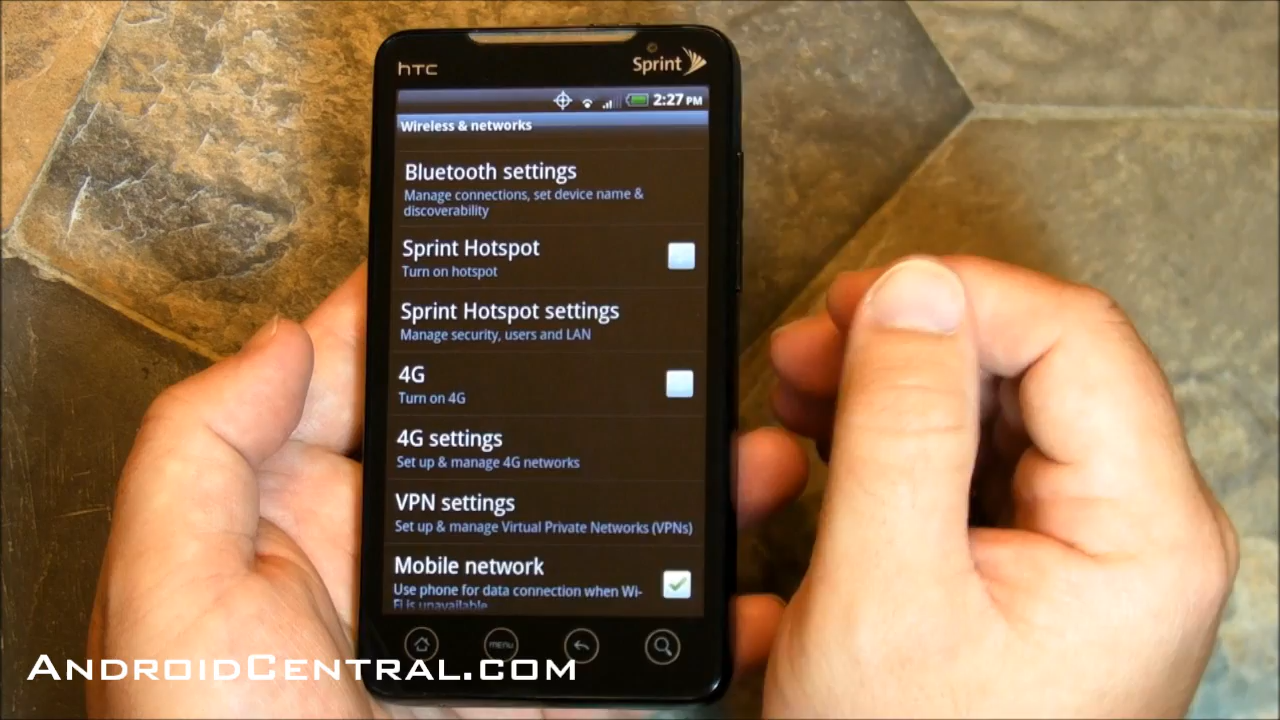 hTC
Sprint
2:27 PM
Wireless & networks
Bluetooth settings
Manage connections, set device name &
discoverability
Sprint Hotspot
Turn on hotspot
Sprint Hotspot settings
Manage security, users and LAN
4G
Turn on 4G
4G settings
Set up & manage 4G networks
VPN settings
Set up & manage Virtual Private Networks (VPNs)
Mobile network
Use phone for data connection when Wi-
Fi is unavailable
MENU
ANDROIDCENTRAL.COM